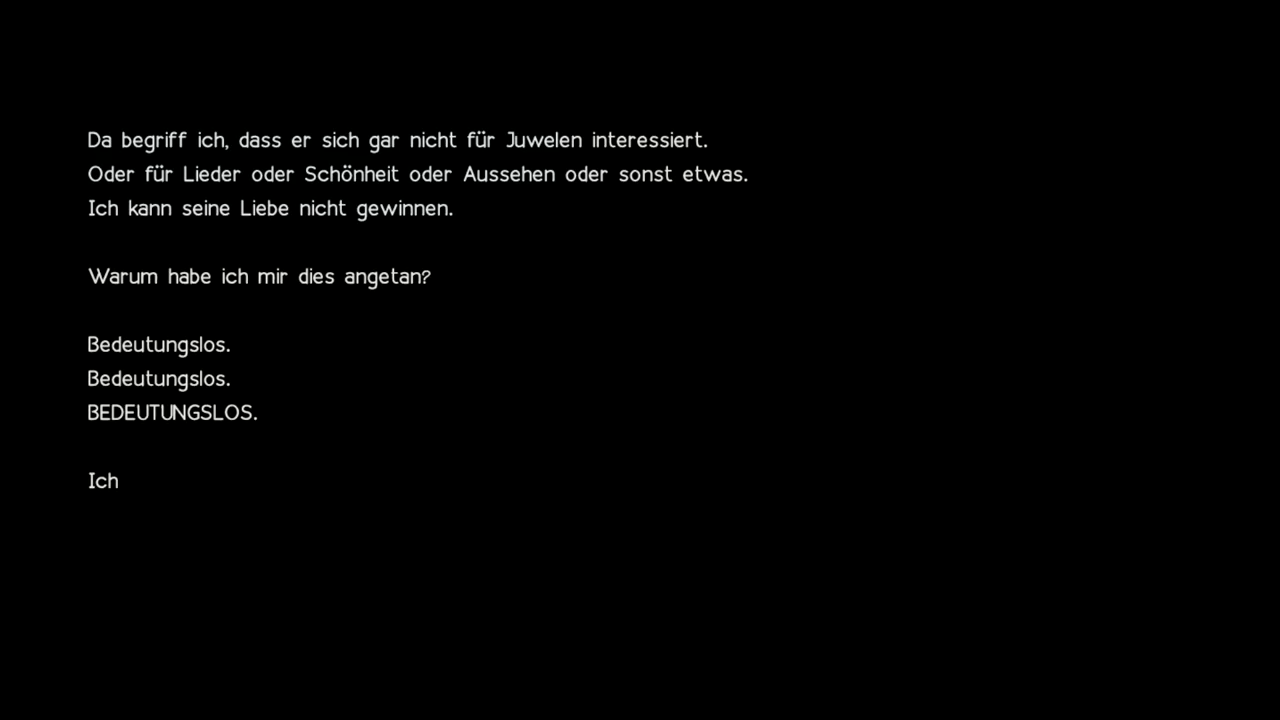 Da begriff ich, dass er sich gar nicht für Juwelen interessiert.
Oder für Lieder oder Schönheit oder Aussehen oder sonst etwas.
Ich kann seine Liebe nicht gewinnen.
Warum habe ich mir dies angetan?
Bedeutungslos.
Bedeutungslos.
BEDEUTUNGSLOS.
Ich